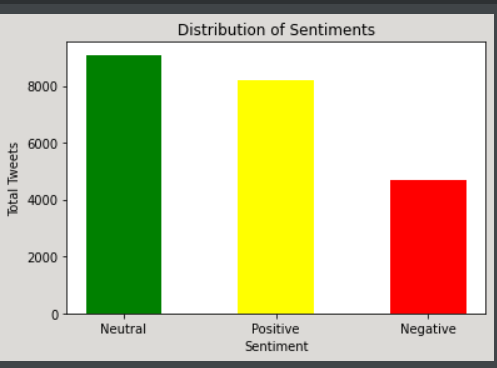 Distribution of Sentiments
Total Tweets
8000
6000
4000
2000
0
Neutral Positive Negative
Sentiment